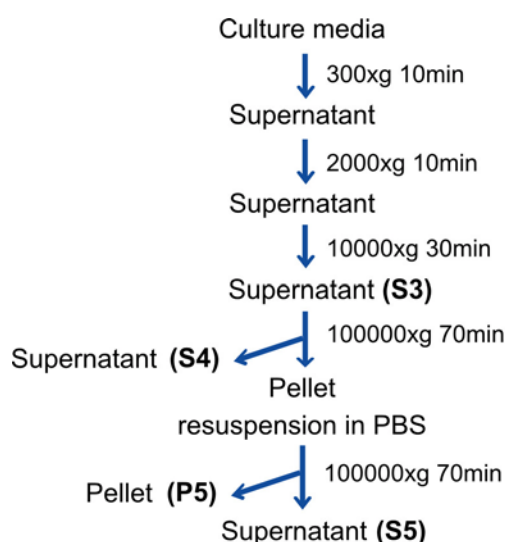 Culture media
300xg 10min
Supernatant
2000xg 10min
Supernatant
10000xg 30min
Supernatant (S3)
100000xg 70min
Supernatant (S4)
Pellet
resuspension in PBS
100000xg 70min
Pellet (P5)
Supernatant (S5)